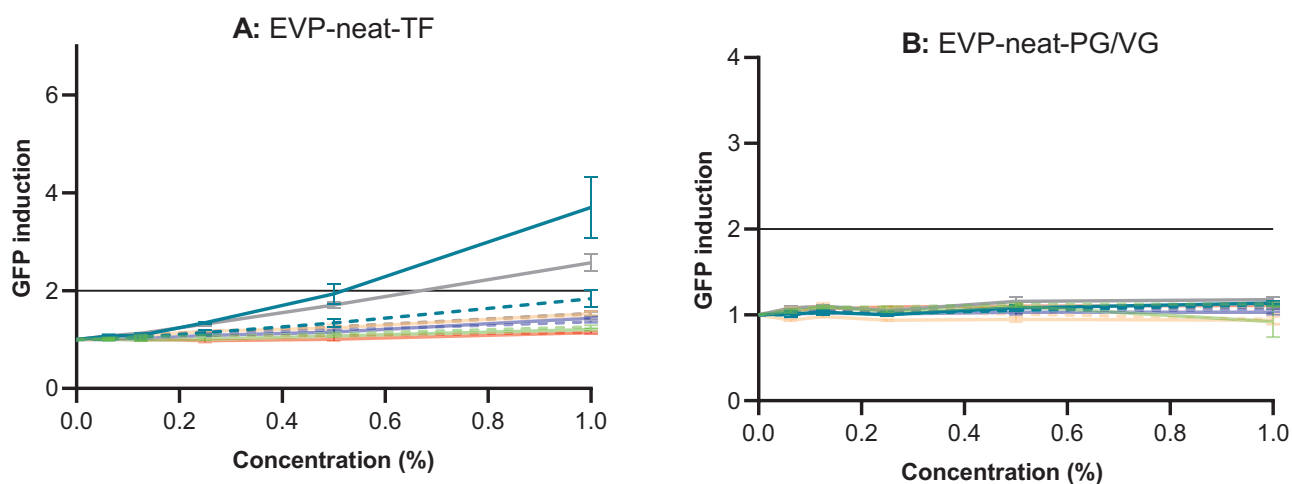 A: EVP-neat-TF
GFP induction
6
4
2
0
0.0 0.2 0.4 0.6 0.8 1.0
Concentration (%)
B: EVP-neat-PG/VG
GFP induction
4
3
2
1
0
0.0 0.2 0.4 0.6 0.8 1.0
Concentration (%)